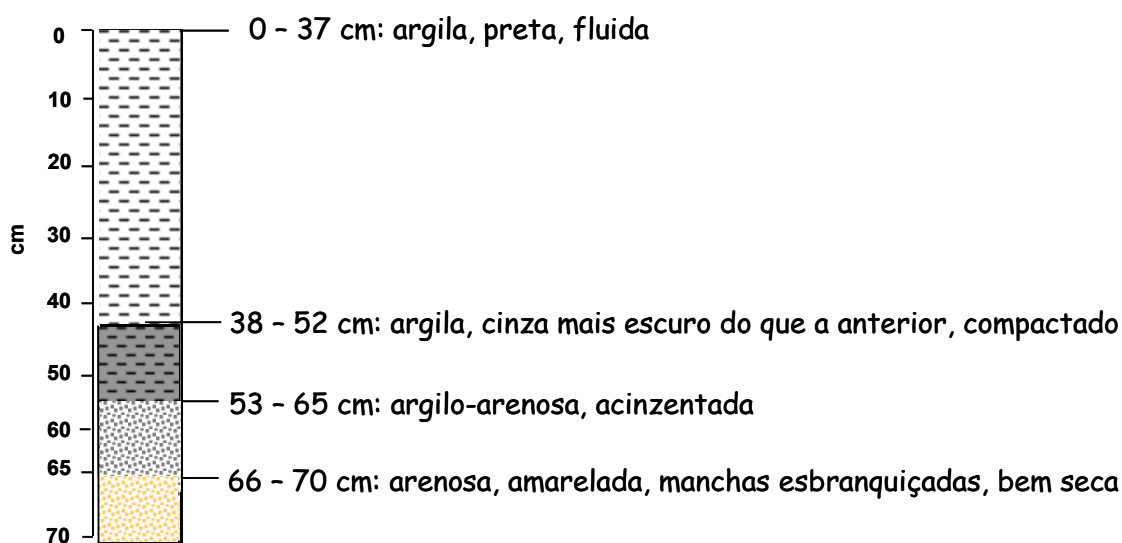 0 – 37 cm: argila, preta, fluida
0
10
20
30
cm
40
38 – 52 cm: argila, cinza mais escuro do que a anterior, compactado
50
53 – 65 cm: argilo-arenosa, acinzentada
60
65
66 – 70 cm: arenosa, amarelada, manchas esbranquiçadas, bem seca
70